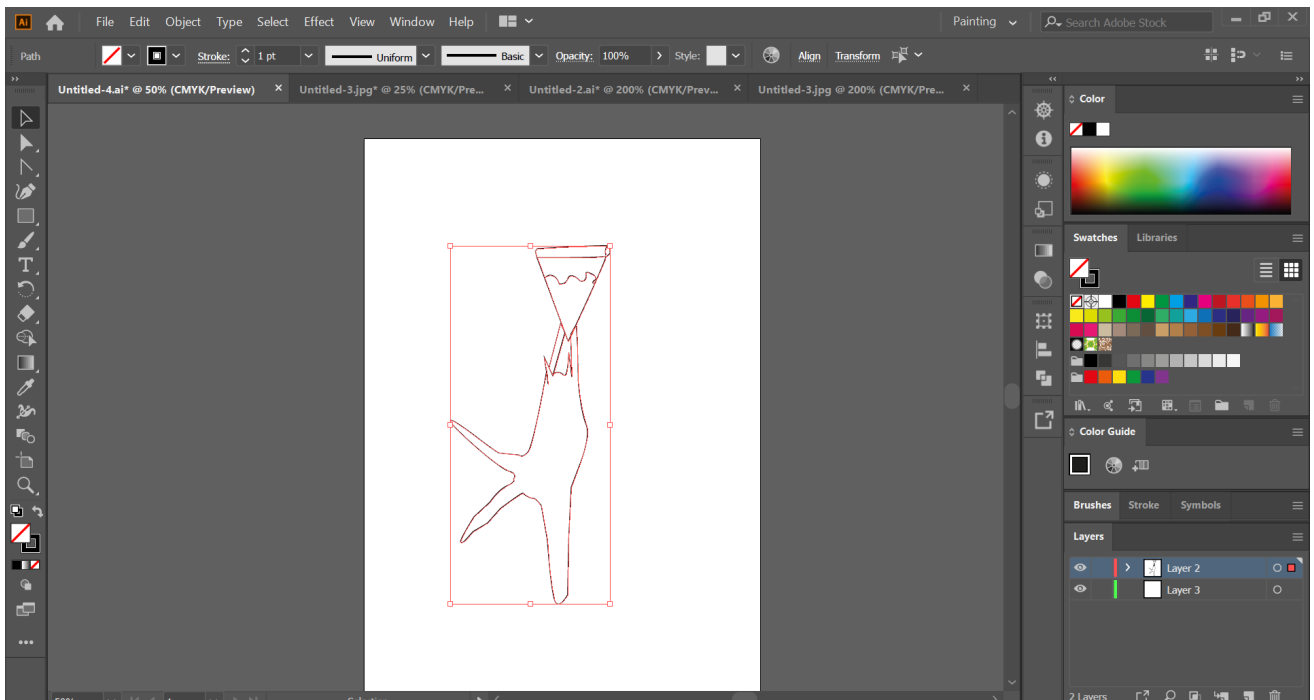 Ai File Edit Object Type Select Effect View Window Help Painting Search Adobe Stock
Path Stroke: 1 pt Uniform Basic Opacity: 100% Style: Align Transform
Untitled-4.ai* @ 50% (CMYK/Preview) × Untitled-3.jpg* @ 25% (CMYK/Pre... × Untitled-2.ai* @ 200% (CMYK/Prev... × Untitled-3.jpg @ 200% (CMYK/Pre... ×
Color
Swatches Libraries
Color Guide
Brushes Stroke Symbols
Layers
Layer 2
Layer 3
2 Layers
50% Selection